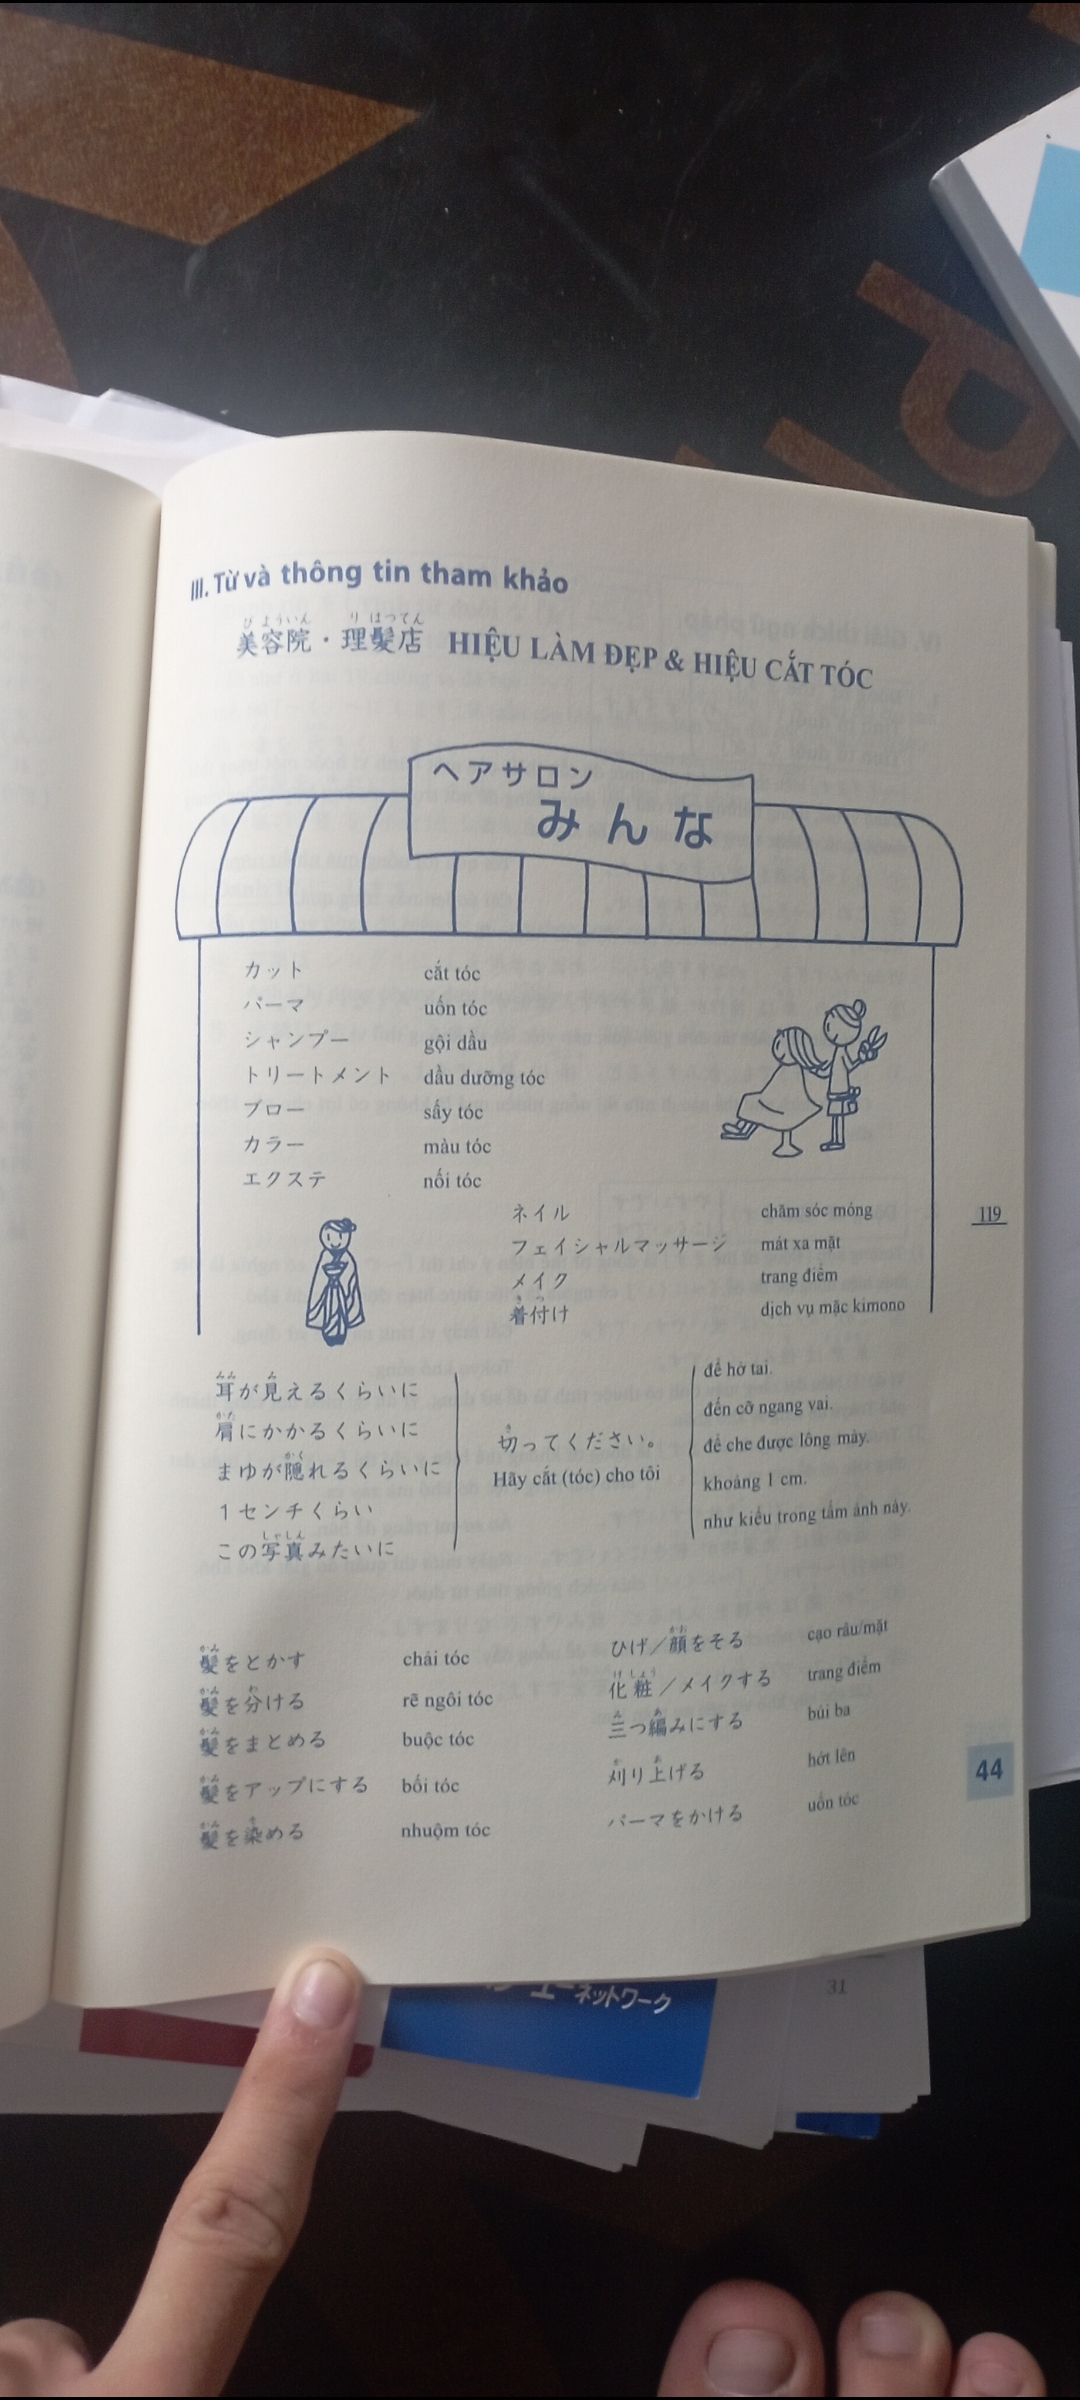 III. Từ và thông tin tham khảo
び よういん り はつてん
美容院・理髪店 HIỆU LÀM ĐẸP & HIỆU CẮT TÓC
ヘアサロン
みんな
カット cắt tóc
パーマ uốn tóc
シャンプー gội dầu
トリートメント dầu dưỡng tóc
ブロー sấy tóc
カラー màu tóc
エクステ nối tóc
ネイル chăm sóc móng
フェイシャルマッサージ mát xa mặt
メイク trang điểm
き つ
着付け dịch vụ mặc kimono
119
みみ み
耳が見えるくらいに
かた
肩にかかるくらいに
かく
まゆが隠れるくらいに
1センチくらい
しゃしん
この写真みたいに
き
切ってください。
Hãy cắt (tóc) cho tôi
để hở tai.
đến cỡ ngang vai.
để che được lông mày.
khoảng 1 cm.
như kiểu trong tấm ảnh này.
かみ
髪をとかす chải tóc
かみ わ
髪を分ける rẽ ngôi tóc
かみ
髪をまとめる buộc tóc
かみ
髪をアップにする bối tóc
かみ そ
髪を染める nhuộm tóc
かお
ひげ／顔をそる cạo râu/mặt
け しょう
化粧／メイクする trang điểm
み あ
三つ編みにする búi ba
か あ
刈り上げる hớt lên
パーマをかける uốn tóc
44
ネットワーク
31